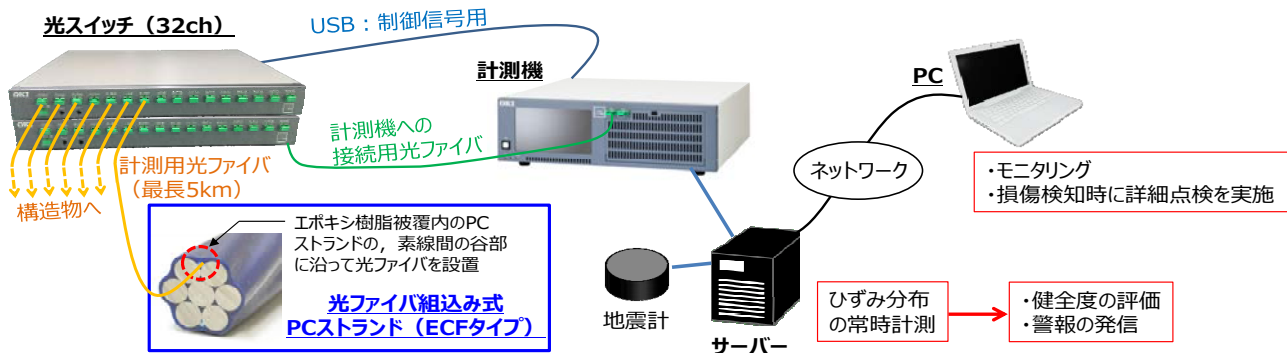 光スイッチ（32ch）
USB：制御信号用
計測機
PC
OKI
OKI
OKI
計測機への
接続用光ファイバ
ネットワーク
計測用光ファイバ
（最長5km）
構造物へ
・モニタリング
・損傷検知時に詳細点検を実施
エポキシ樹脂被覆内のPC
ストランドの，素線間の谷部
に沿って光ファイバを設置
光ファイバ組込み式
PCストランド（ECFタイプ）
地震計
サーバー
ひずみ分布
の常時計測
・健全度の評価
・警報の発信